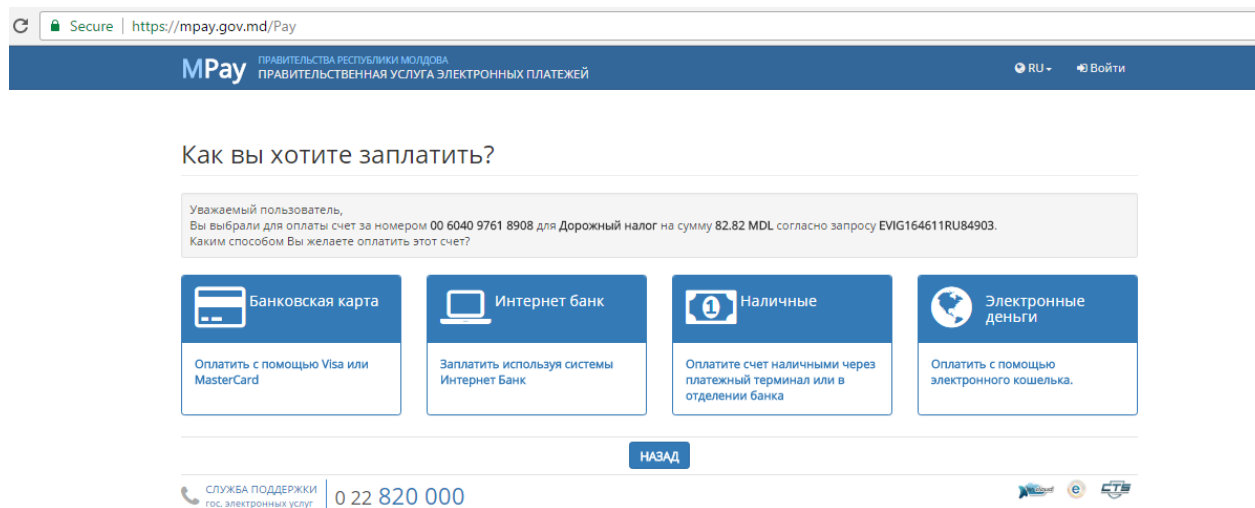 Secure | https://mpay.gov.md/Pay
MPay ПРАВИТЕЛЬСТВА РЕСПУБЛИКИ МОЛДОВА
ПРАВИТЕЛЬСТВЕННАЯ УСЛУГА ЭЛЕКТРОННЫХ ПЛАТЕЖЕЙ
RU
Войти
Как вы хотите заплатить?
Уважаемый пользователь,
Вы выбрали для оплаты счет за номером 00 6040 9761 8908 для Дорожный налог на сумму 82.82 MDL согласно запросу EVIG164611RU84903.
Каким способом Вы желаете оплатить этот счет?
Банковская карта
Оплатить с помощью Visa или
MasterCard
Интернет банк
Заплатить используя системы
Интернет Банк
1
Наличные
Оплатите счет наличными через
платежный терминал или в
отделении банка
Электронные
деньги
Оплатить с помощью
электронного кошелька.
НАЗАД
СЛУЖБА ПОДДЕРЖКИ
гос. электронных услуг
0 22 820 000
e
CTS